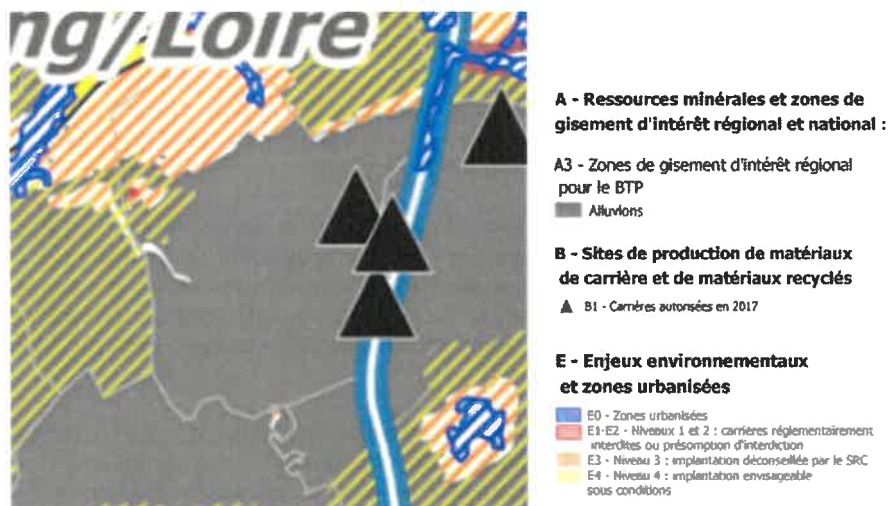 ng/Loire
A - Ressources minérales et zones de
gisement d'intérêt régional et national :
A3 - Zones de gisement d'intérêt régional
pour le BTP
Alluvions
B - Sites de production de matériaux
de carrière et de matériaux recyclés
B1 - Carrières autorisées en 2017
E - Enjeux environnementaux
et zones urbanisées
E0 - Zones urbanisées
E1-E2 - Niveaux 1 et 2 : carrières réglementairement
interdites ou présomption d'interdiction
E3 - Niveau 3 : implantation déconseillée par le SRC
E4 - Niveau 4 : implantation envisageable
sous conditions